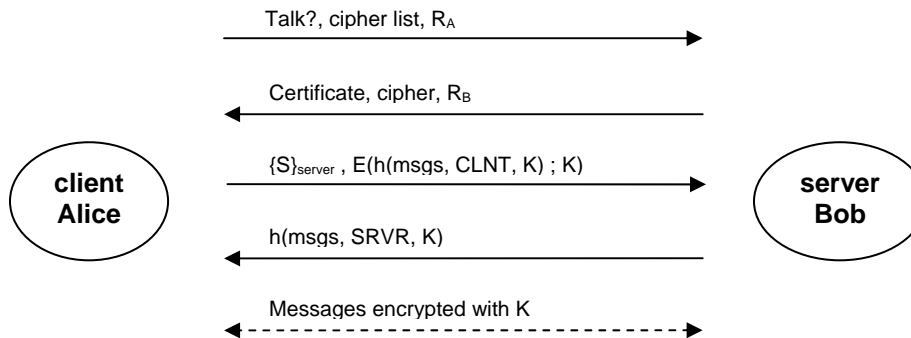 Talk?, cipher list, R_A
Certificate, cipher, R_B
{S}_server , E(h(msgs, CLNT, K) ; K)
client
Alice
server
Bob
h(msgs, SRVR, K)
Messages encrypted with K